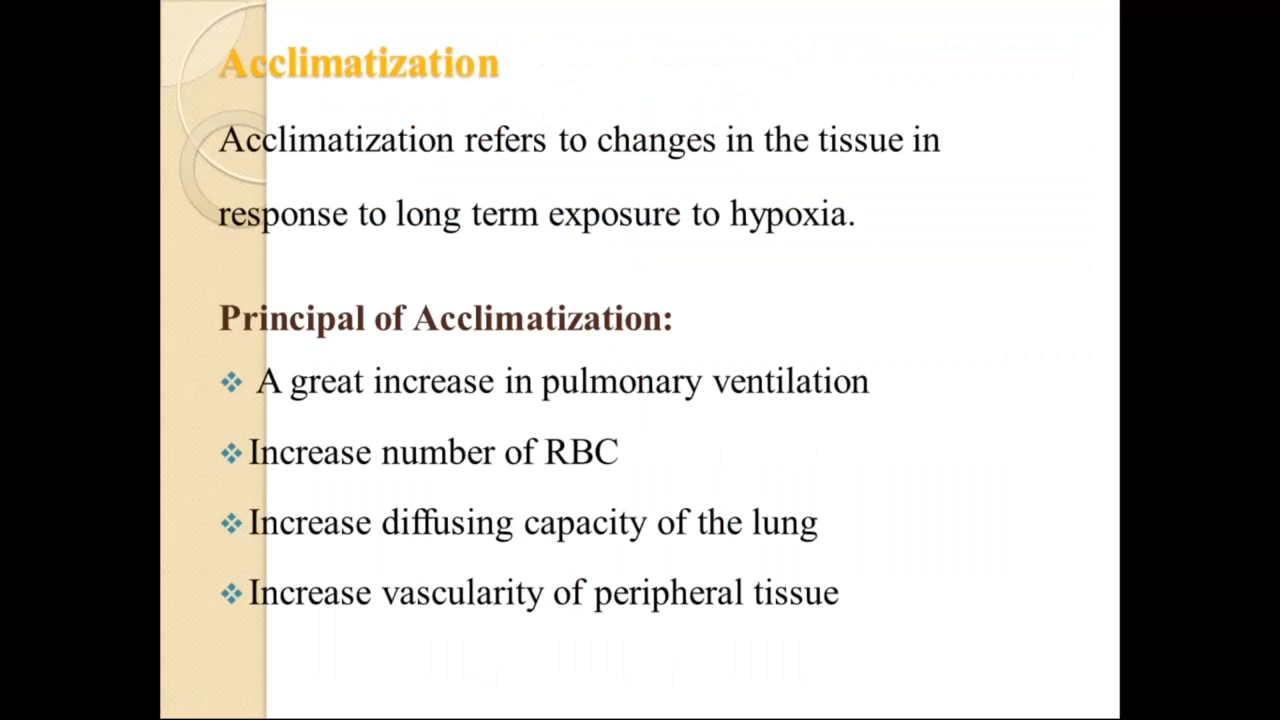 Acclimatization
Acclimatization refers to changes in the tissue in
response to long term exposure to hypoxia.
Principal of Acclimatization:
❖ A great increase in pulmonary ventilation
❖ Increase number of RBC
❖ Increase diffusing capacity of the lung
❖ Increase vascularity of peripheral tissue